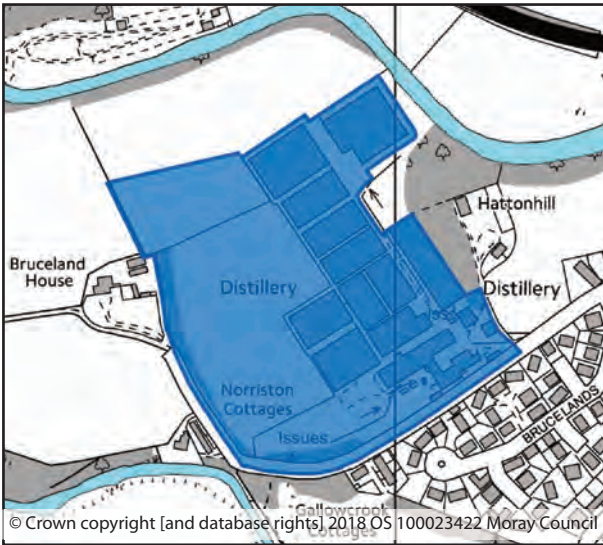 Hattonhill
Bruceland
House
Distillery
Distillery
Norriston
Cottages
Issues
BRUCELANDS
Gallowcrook
Cottages
© Crown copyright [and database rights] 2018 OS 100023422 Moray Council